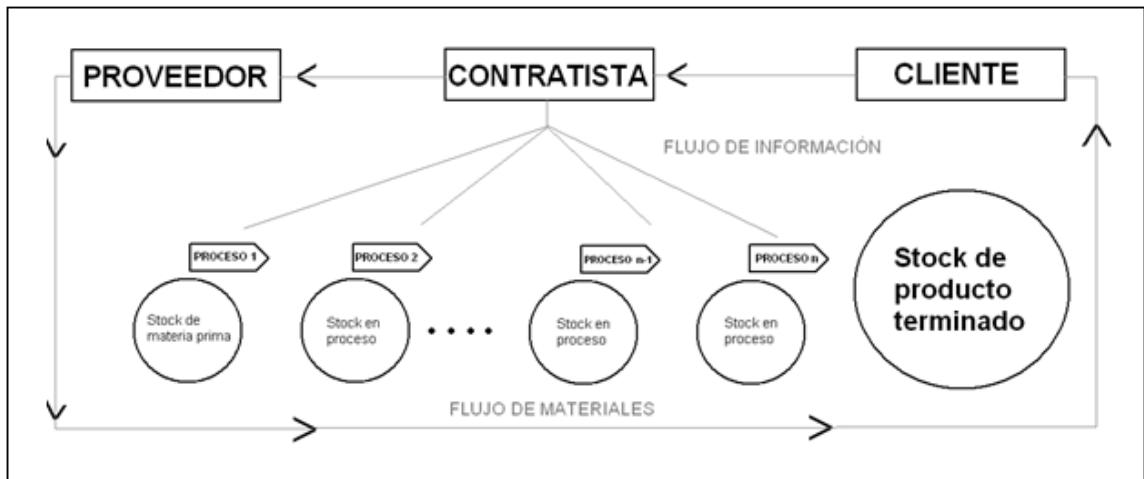 PROVEEDOR
CONTRATISTA
CLIENTE
FLUJO DE INFORMACIÓN
PROCESO 1
PROCESO 2
PROCESO n-1
PROCESO n
Stock de
materia prima
Stock en
proceso
Stock en
proceso
Stock en
proceso
Stock de
producto
terminado
FLUJO DE MATERIALES